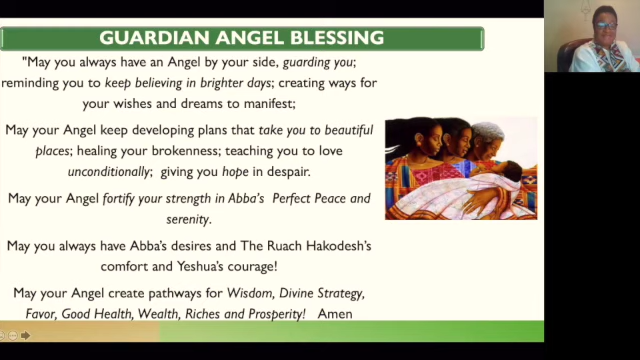 GUARDIAN ANGEL BLESSING
"May you always have an Angel by your side, guarding you;
reminding you to keep believing in brighter days; creating ways for
your wishes and dreams to manifest;
May your Angel keep developing plans that take you to beautiful
places; healing your brokenness; teaching you to love
unconditionally; giving you hope in despair.
May your Angel fortify your strength in Abba's Perfect Peace and
serenity.
May you always have Abba's desires and The Ruach Hakodesh's
comfort and Yeshua's courage!
May your Angel create pathways for Wisdom, Divine Strategy,
Favor, Good Health, Wealth, Riches and Prosperity! Amen